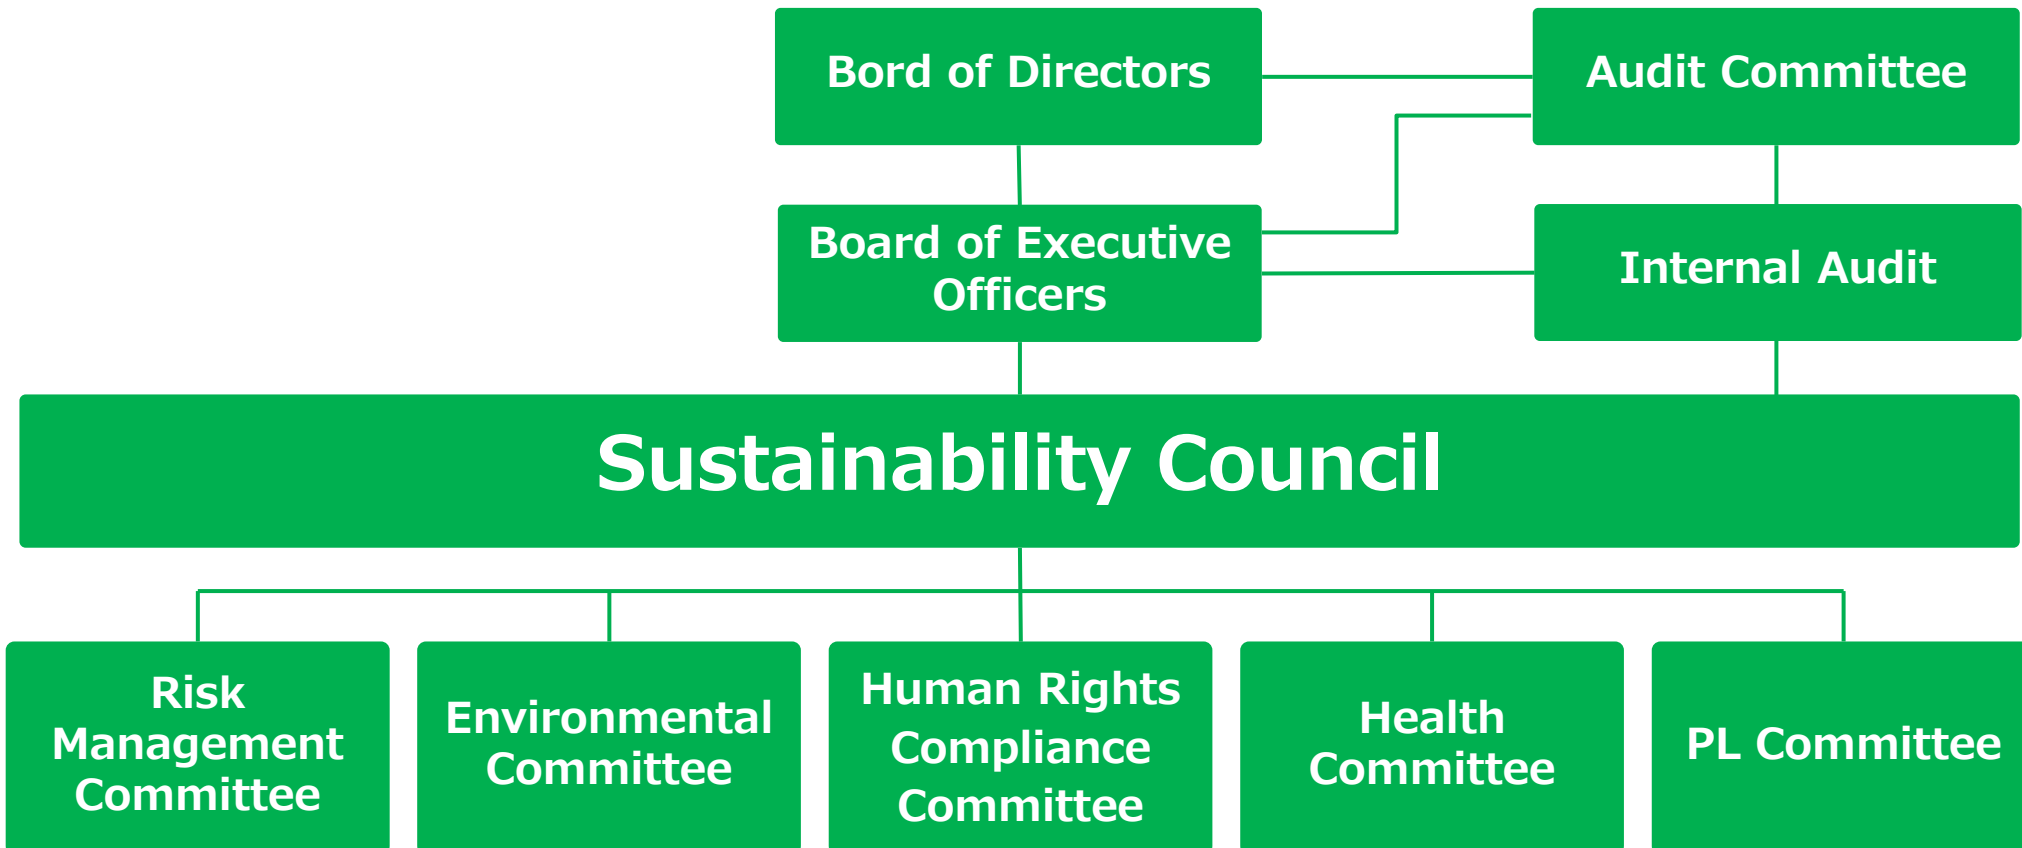 Bord of Directors
Audit Committee
Board of Executive
Officers
Internal Audit
Sustainability Council
Risk
Management
Committee
Environmental
Committee
Human Rights
Compliance
Committee
Health
Committee
PL Committee